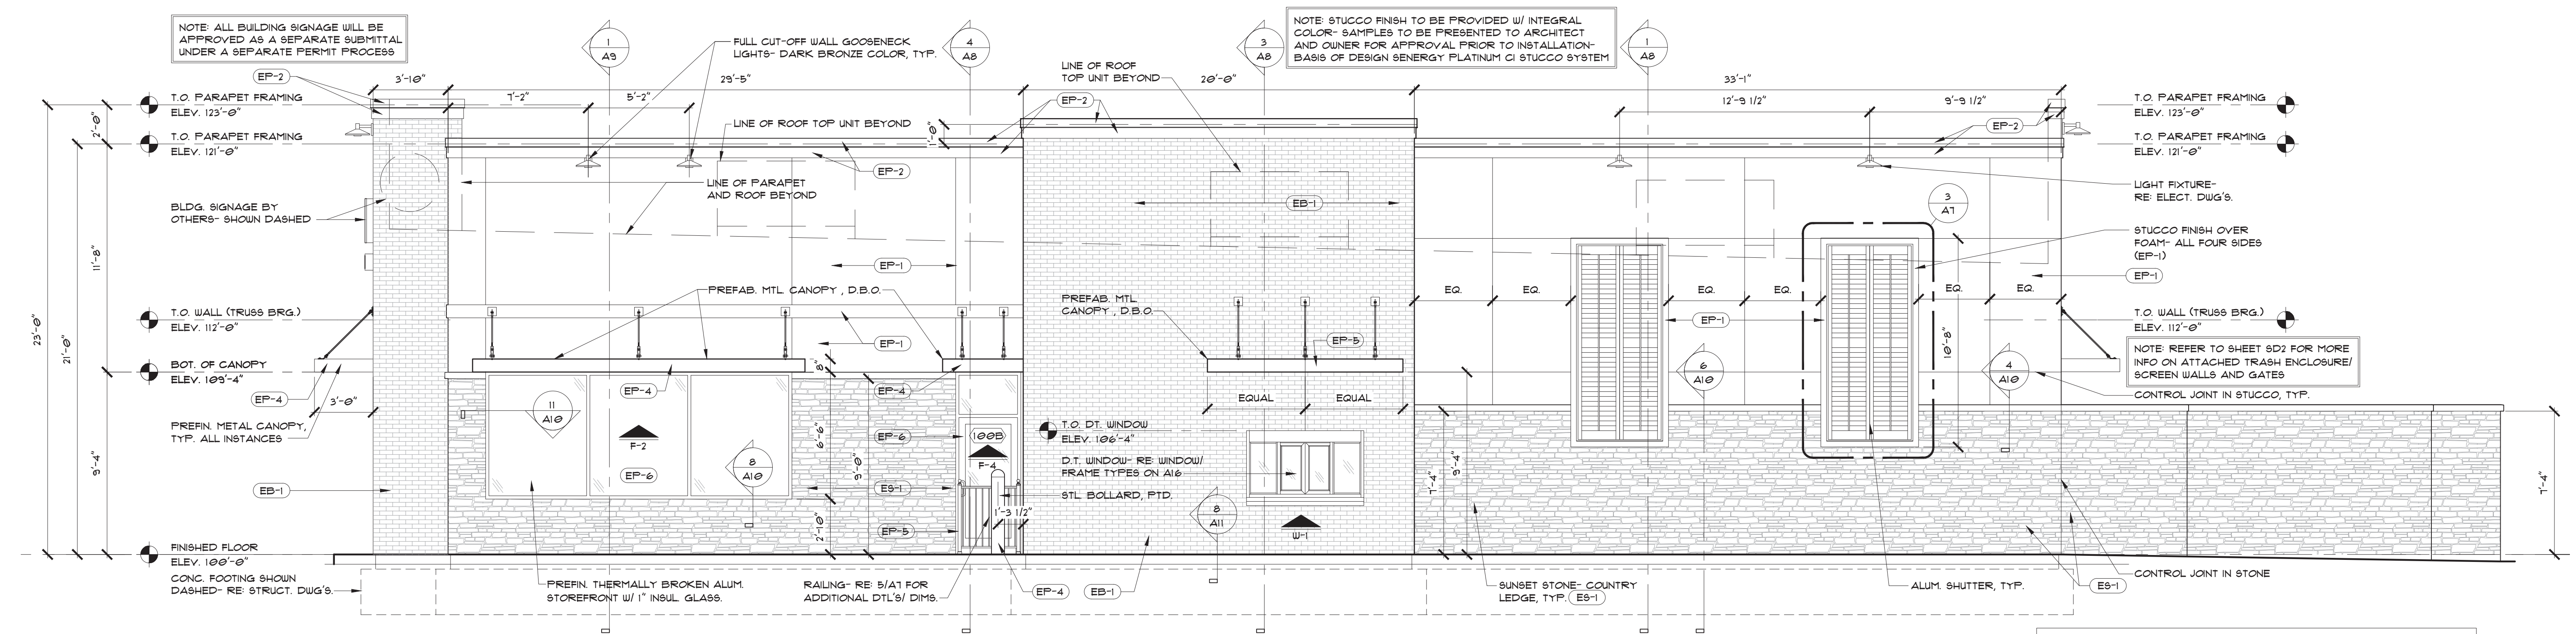 NOTE: ALL BUILDING SIGNAGE WILL BE
APPROVED AS A SEPARATE SUBMITTAL
UNDER A SEPARATE PERMIT PROCESS
1
A9
FULL CUT-OFF WALL GOOSENECK
LIGHTS- DARK BRONZE COLOR, TYP.
4
A8
3
A8
NOTE: STUCCO FINISH TO BE PROVIDED W/ INTEGRAL
COLOR- SAMPLES TO BE PRESENTED TO ARCHITECT
AND OWNER FOR APPROVAL PRIOR TO INSTALLATION-
BASIS OF DESIGN SENERGY PLATINUM CI STUCCO SYSTEM
1
A8
EP-2
3'-10"
29'-5"
LINE OF ROOF
TOP UNIT BEYOND
20'-0"
33'-1"
T.O. PARAPET FRAMING
ELEV. 123'-0"
7'-2"
5'-2"
EP-2
12'-9 1/2"
9'-9 1/2"
T.O. PARAPET FRAMING
ELEV. 123'-0"
2'-0"
LINE OF ROOF TOP UNIT BEYOND
1'-0"
EP-2
T.O. PARAPET FRAMING
ELEV. 121'-0"
T.O. PARAPET FRAMING
ELEV. 121'-0"
EP-2
LINE OF PARAPET
AND ROOF BEYOND
LINE OF ROOF
TOP UNIT BEYOND
LIGHT FIXTURE-
RE: ELECT. DWG'S.
BLDG. SIGNAGE BY
OTHERS- SHOWN DASHED
EB-1
3
A7
STUCCO FINISH OVER
FOAM- ALL FOUR SIDES
(EP-1)
11'-8"
EP-1
EP-1
PREFAB. MTL CANOPY , D.B.O.
PREFAB. MTL
CANOPY , D.B.O.
EQ.
EQ.
EQ.
EQ.
EQ.
EQ.
23'-0"
21'-0"
T.O. WALL (TRUSS BRG.)
ELEV. 112'-0"
EP-1
T.O. WALL (TRUSS BRG.)
ELEV. 112'-0"
EP-1
EP-5
10'-8"
NOTE: REFER TO SHEET SD2 FOR MORE
INFO ON ATTACHED TRASH ENCLOSURE/
SCREEN WALLS AND GATES
BOT. OF CANOPY
ELEV. 109'-4"
8"
6
A10
4
A10
EP-4
3'-0"
EP-4
EP-4
EQUAL
EQUAL
CONTROL JOINT IN STUCCO, TYP.
11
A10
PREFIN. METAL CANOPY,
TYP. ALL INSTANCES
F-2
6'-6"
EP-6
100B
T.O. DT. WINDOW
ELEV. 106'-4"
9'-4"
EP-6
8
A10
9'-0"
F-4
D.T. WINDOW- RE: WINDOW/
FRAME TYPES ON A16
7'-4"
9'-4"
7'-4"
EB-1
ES-1
STL BOLLARD, PTD.
1'-3 1/2"
8
A11
2'-10"
EP-5
W-1
FINISHED FLOOR
ELEV. 100'-0"
CONC. FOOTING SHOWN
DASHED- RE: STRUCT. DWG'S.
PREFIN. THERMALLY BROKEN ALUM.
STOREFRONT W/ 1" INSUL GLASS.
RAILING- RE: 5/A7 FOR
ADDITIONAL DTL'S/ DIMS.
EP-4
EB-1
SUNSET STONE- COUNTRY
LEDGE, TYP. ES-1
ALUM. SHUTTER, TYP.
ES-1
CONTROL JOINT IN STONE